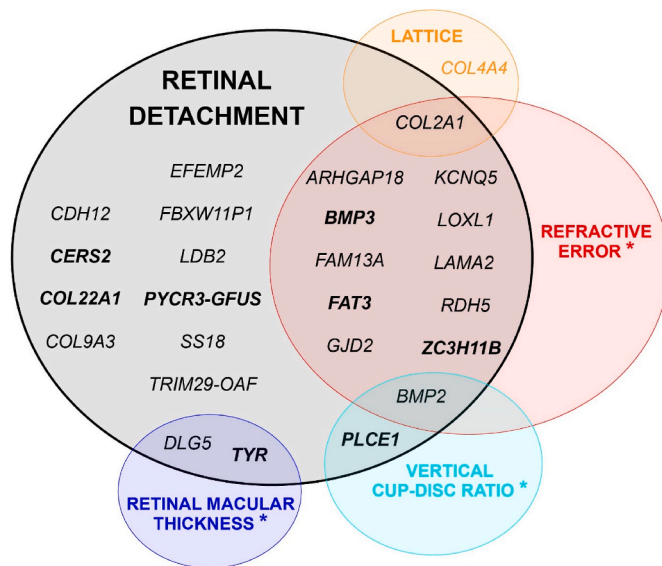 LATTICE
COL4A4
RETINAL
DETACHMENT
COL2A1
EFEMP2
ARHGAP18 KCNQ5
CDH12 FBXW11P1 BMP3 LOXL1
REFRACTIVE
ERROR *
CERS2 LDB2 FAM13A LAMA2
COL22A1 PYCR3-GFUS FAT3 RDH5
COL9A3 SS18 GJD2 ZC3H11B
TRIM29-OAF
BMP2
DLG5 TYR PLCE1
VERTICAL
CUP-DISC RATIO *
RETINAL MACULAR
THICKNESS *